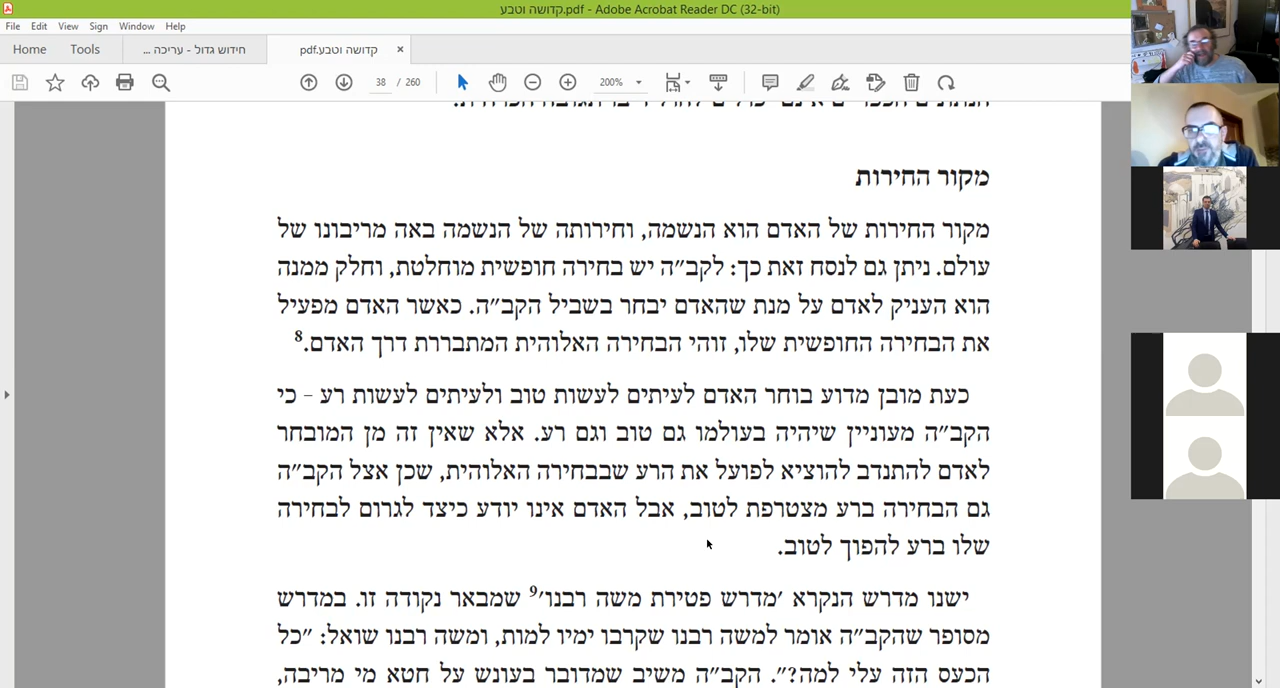 קדושה וטבע.pdf - Adobe Acrobat Reader DC (32-bit)
File Edit View Sign Window Help
Home Tools חידוש גדול - עריכה ... קדושה וטבע.pdf ×
38 / 260 200%
מקור החירות
מקור החירות של האדם הוא הנשמה, וחירותה של הנשמה באה מריבונו של
עולם. ניתן גם לנסח זאת כך: לקב״ה יש בחירה חופשית מוחלטת, וחלק ממנה
הוא העניק לאדם על מנת שהאדם יבחר בשביל הקב״ה. כאשר האדם מפעיל
את הבחירה החופשית שלו, זוהי הבחירה האלוהית המתבררת דרך האדם.8
כעת מובן מדוע בוחר האדם לעיתים לעשות טוב ולעיתים לעשות רע – כי
הקב״ה מעוניין שיהיה בעולמו גם טוב וגם רע. אלא שאין זה מן המובחר
לאדם להתנדב להוציא לפועל את הרע שבבחירה האלוהית, שכן אצל הקב״ה
גם הבחירה ברע מצטרפת לטוב, אבל האדם אינו יודע כיצד לגרום לבחירה
שלו ברע להפוך לטוב.
ישנו מדרש הנקרא ׳מדרש פטירת משה רבנו׳9 שמבאר נקודה זו. במדרש
מסופר שהקב״ה אומר למשה רבנו שקרבו ימיו למות, ומשה רבנו שואל: ״כל
הכעס הזה עלי למה?״. הקב״ה משיב שמדובר בעונש על חטא מי מריבה,